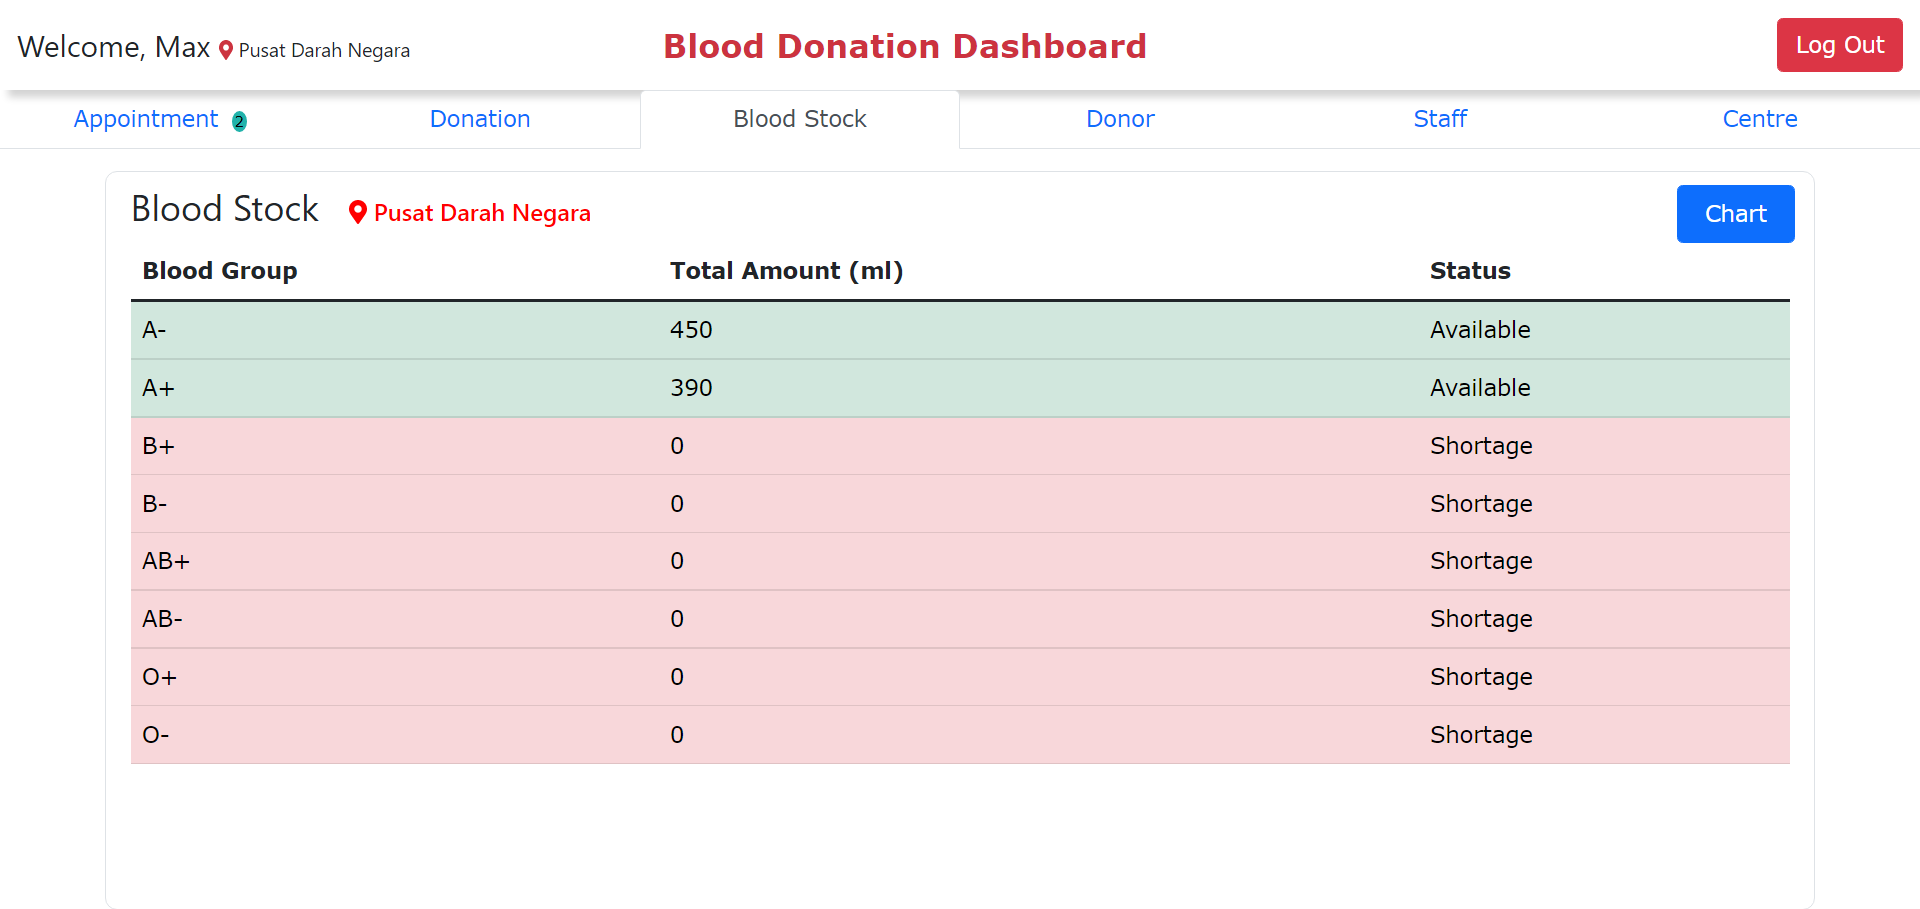 Welcome, Max Pusat Darah Negara
Blood Donation Dashboard
Log Out
Appointment 2
Donation
Blood Stock
Donor
Staff
Centre
Blood Stock Pusat Darah Negara
Chart
Blood Group Total Amount (ml) Status
A- 450 Available
A+ 390 Available
B+ 0 Shortage
B- 0 Shortage
AB+ 0 Shortage
AB- 0 Shortage
O+ 0 Shortage
O- 0 Shortage